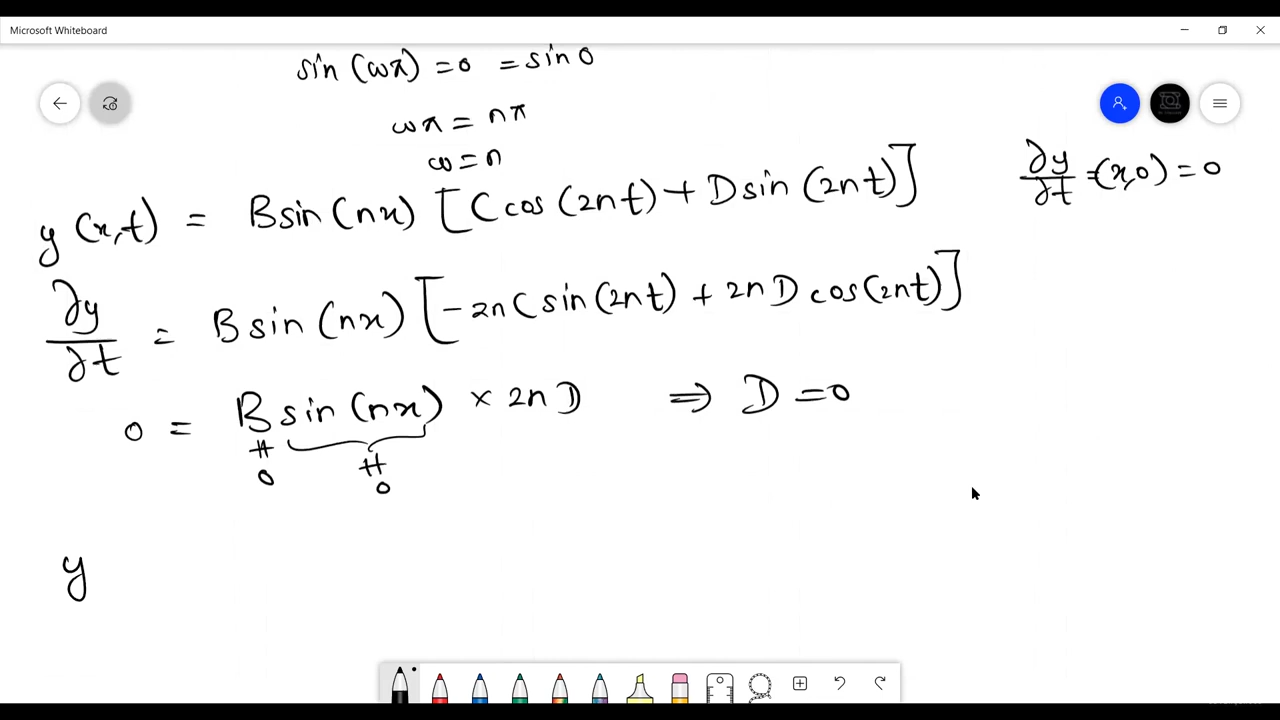 Microsoft Whiteboard
sin (ωπ) = 0 = sin 0
ωπ = nπ
ω = n
y (x,t) = B sin (nx) [C cos (2nt) + D sin (2nt)]
∂y/∂t = (x,0) = 0
∂y/∂t = B sin (nx) [-2nC sin (2nt) + 2nD cos(2nt)]
0 = B sin (nx) × 2nD ⇒ D = 0
≠ ≠
0 0
y